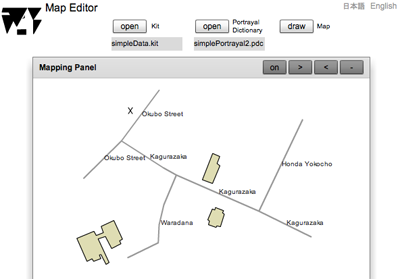 Map Editor
日本語 English
open Kit
open Portrayal Dictionary
draw Map
simpleData.kit
simplePortrayal2.pdc
Mapping Panel
on > < -
X
Okubo Street
Okubo Street
Kagurazaka
Honda Yokocho
Kagurazaka
Waradana
Kagurazaka